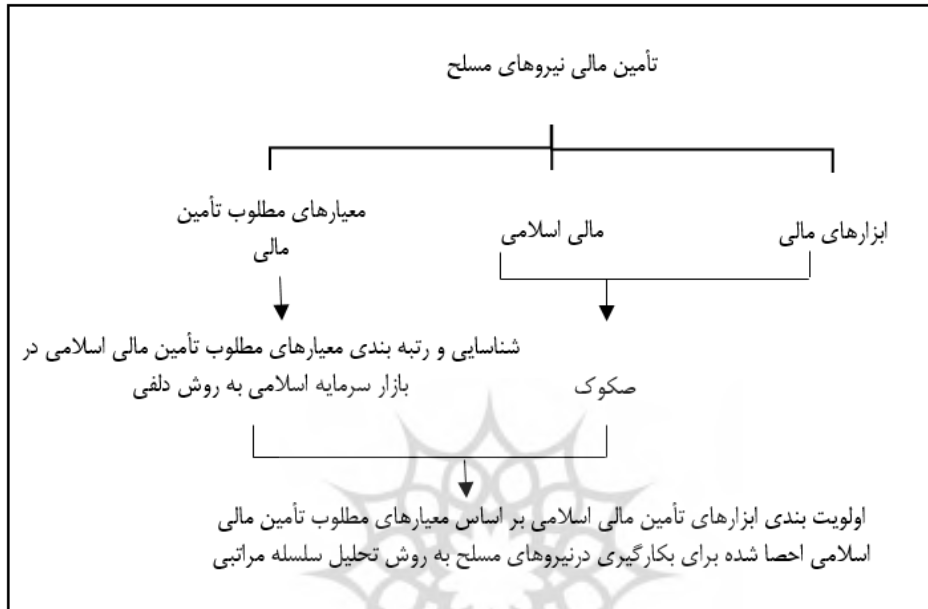 تأمین مالی نیروهای مسلح
ابزارهای مالی
مالی اسلامی
معیارهای مطلوب تأمین
مالی
صکوک
شناسایی و رتبه بندی معیارهای مطلوب تأمین مالی اسلامی در
بازار سرمایه اسلامی به روش دلفی
اولویت بندی ابزارهای تأمین مالی اسلامی بر اساس معیارهای مطلوب تأمین مالی
اسلامی احصا شده برای بکارگیری درنیروهای مسلح به روش تحلیل سلسله مراتبی